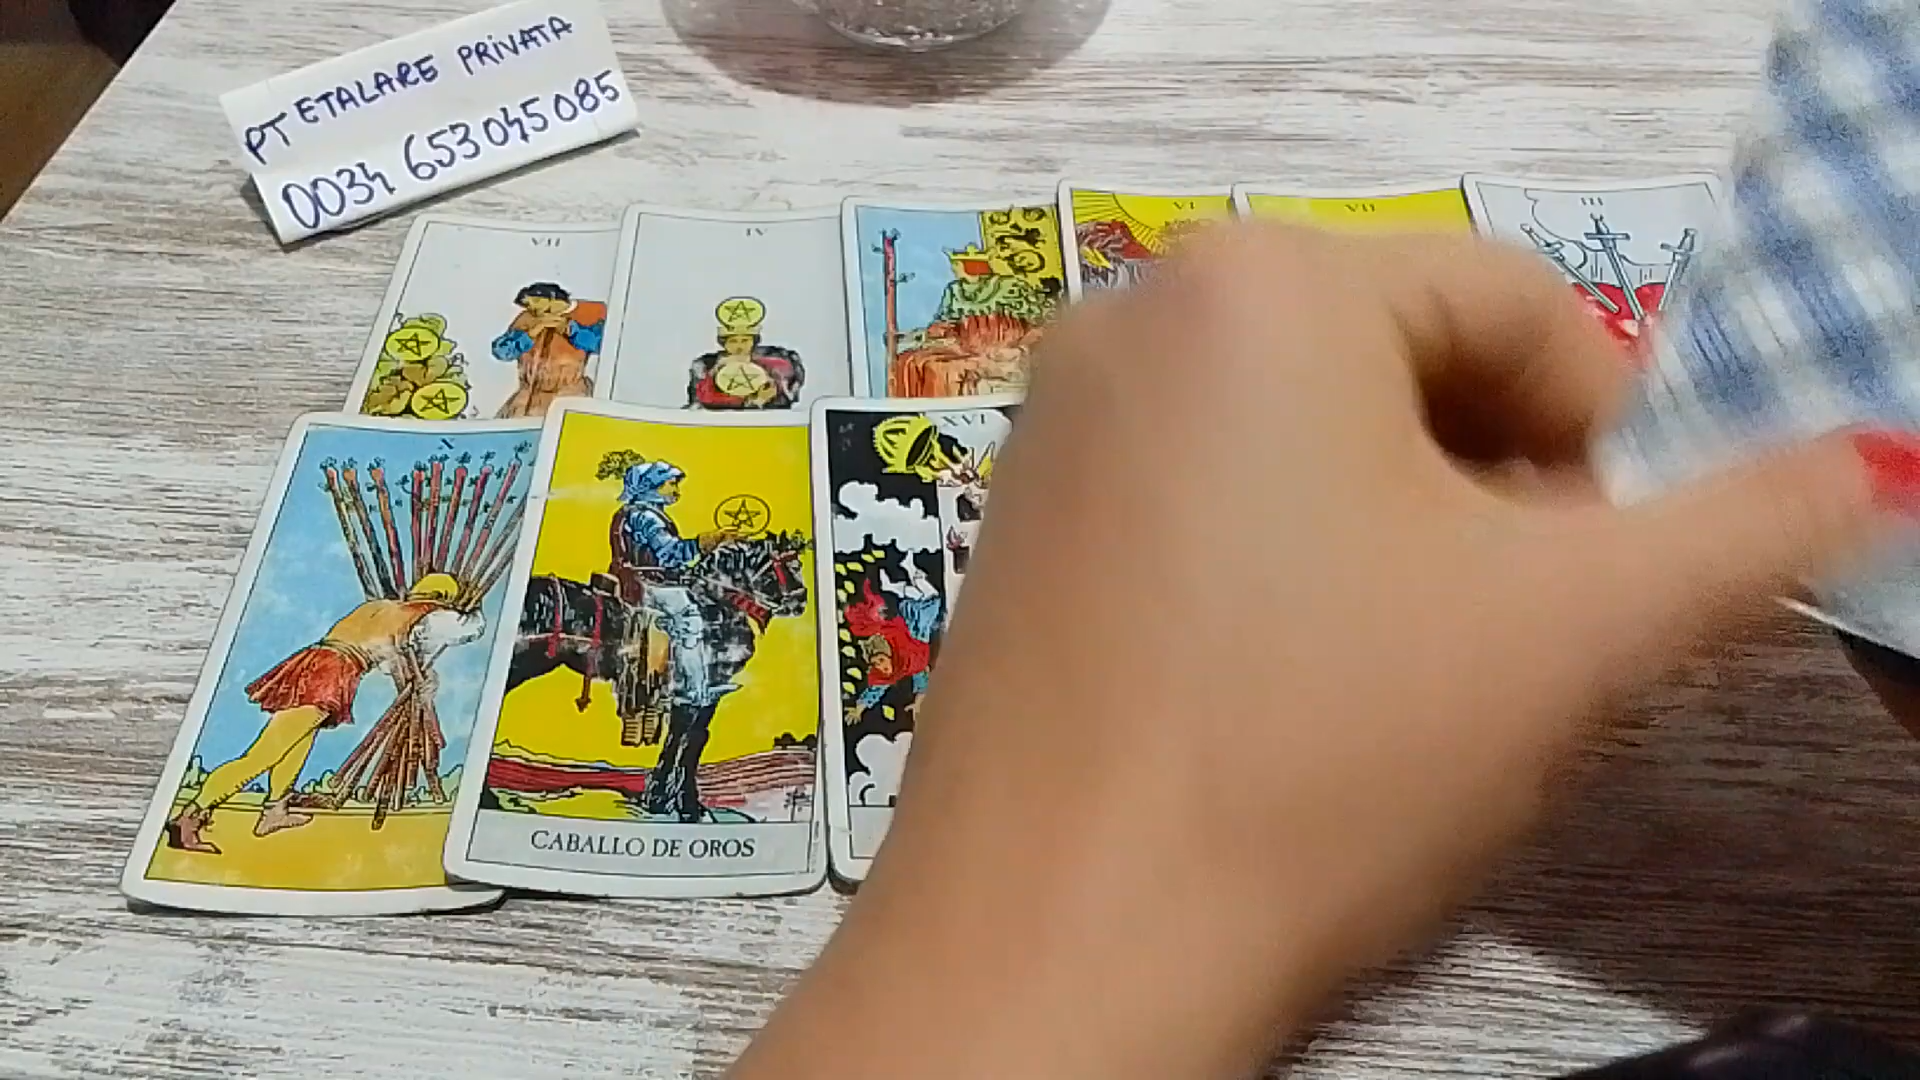 PT ETALARE PRIVATA
0034 653045085
VII
IV
VI
VII
III
X
XVI
CABALLO DE OROS